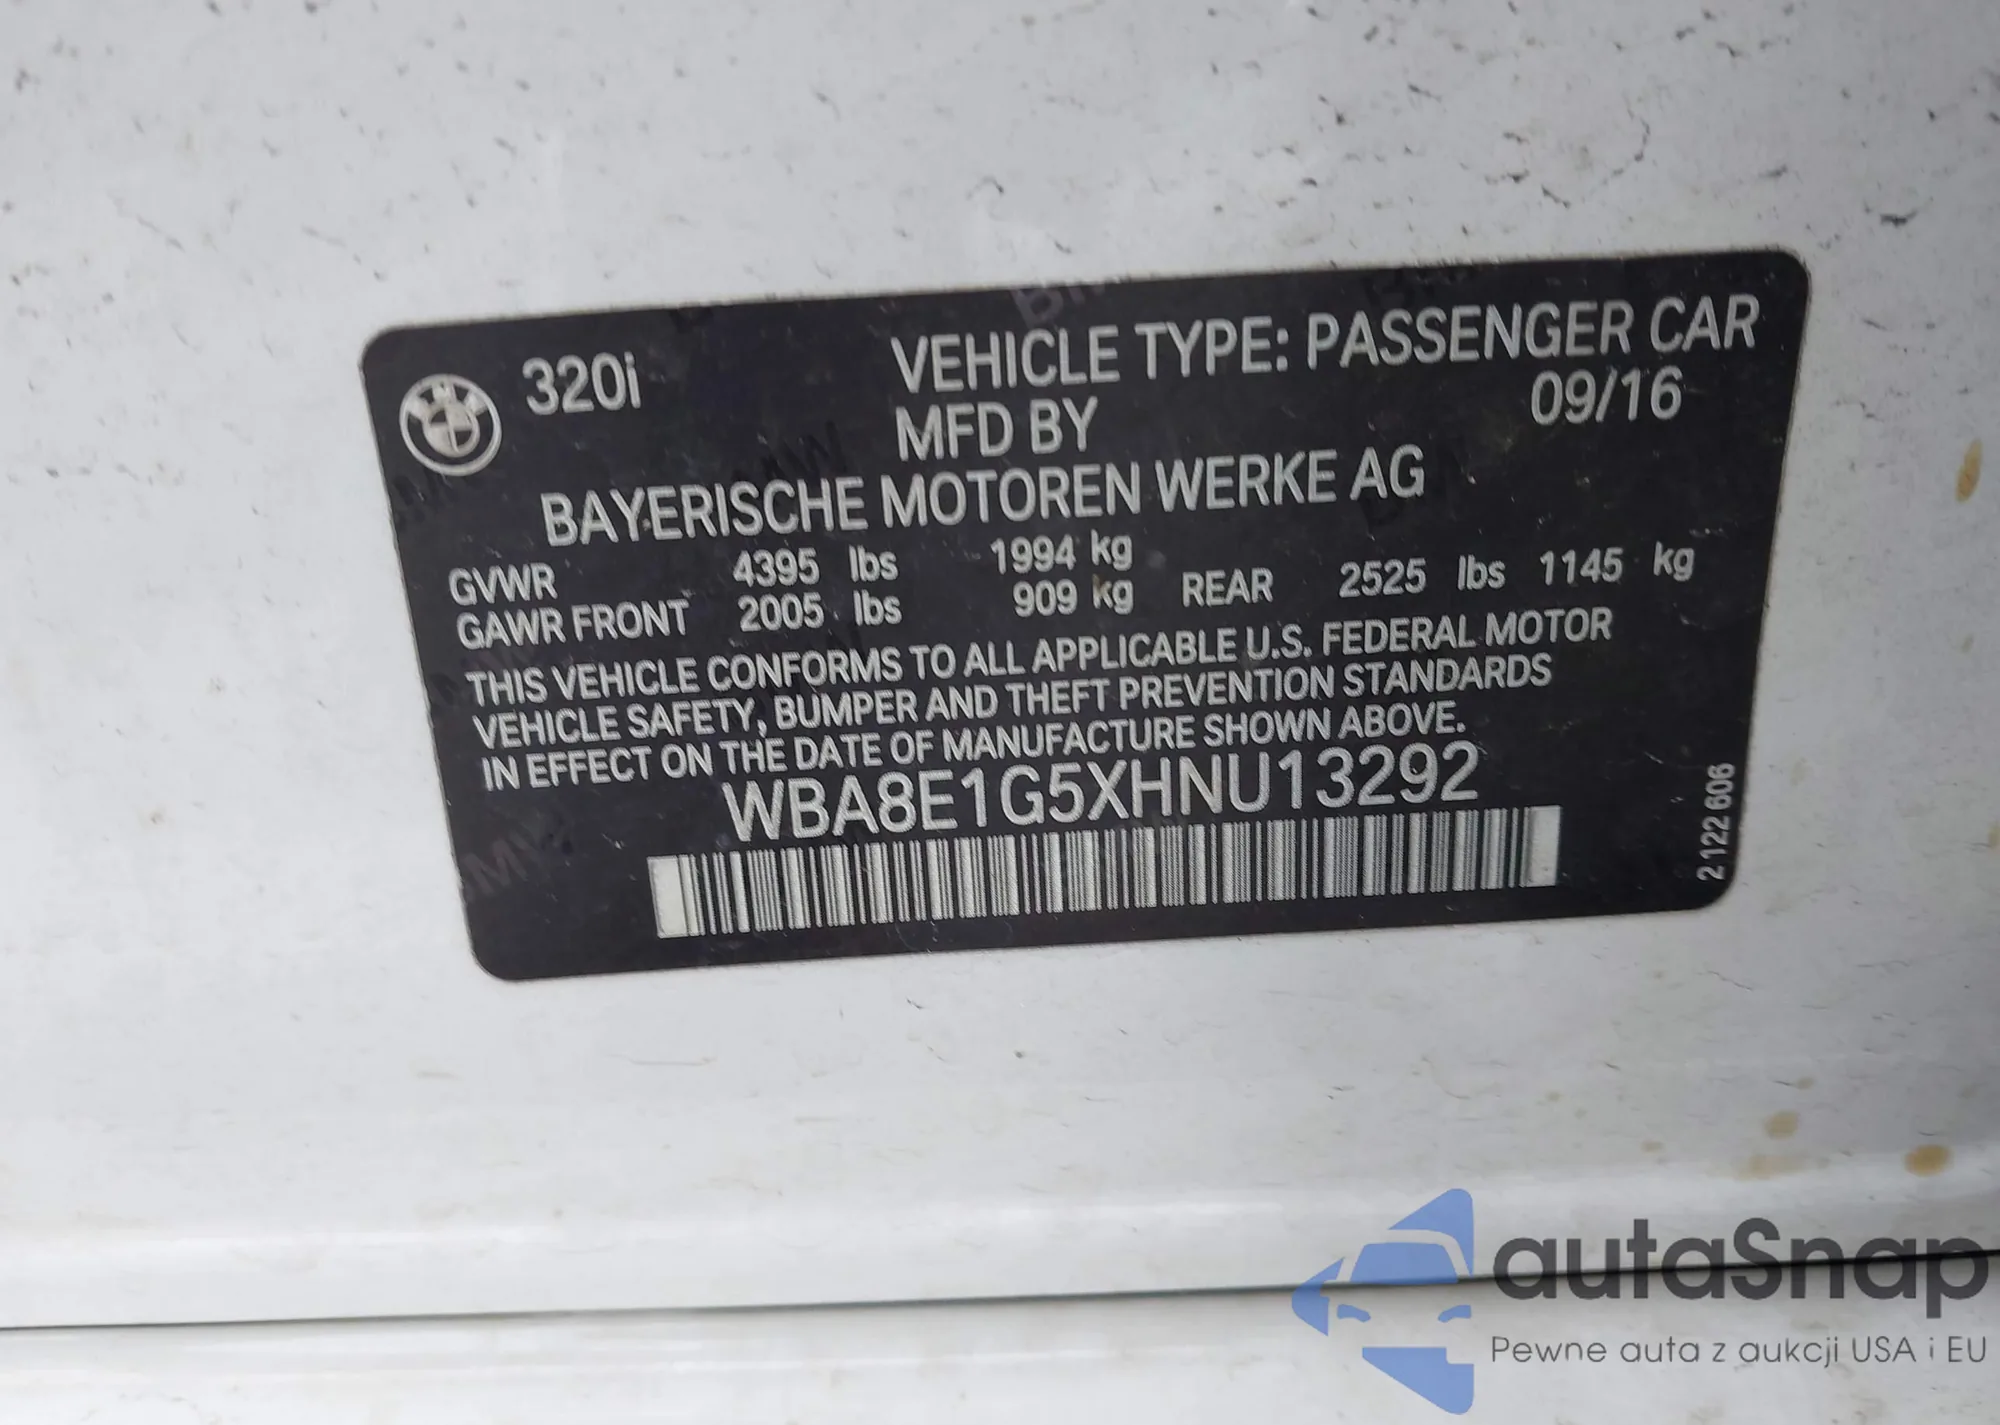 320i
VEHICLE TYPE: PASSENGER CAR
MFD BY 09/16
BAYERISCHE MOTOREN WERKE AG
GVWR 4395 lbs 1994 kg
GAWR FRONT 2005 lbs 909 kg REAR 2525 lbs 1145 kg
THIS VEHICLE CONFORMS TO ALL APPLICABLE U.S. FEDERAL MOTOR
VEHICLE SAFETY, BUMPER AND THEFT PREVENTION STANDARDS
IN EFFECT ON THE DATE OF MANUFACTURE SHOWN ABOVE.
WBA8E1G5XHNU13292
2122606
autaSnap
Pewne auta z aukcji USA i EU